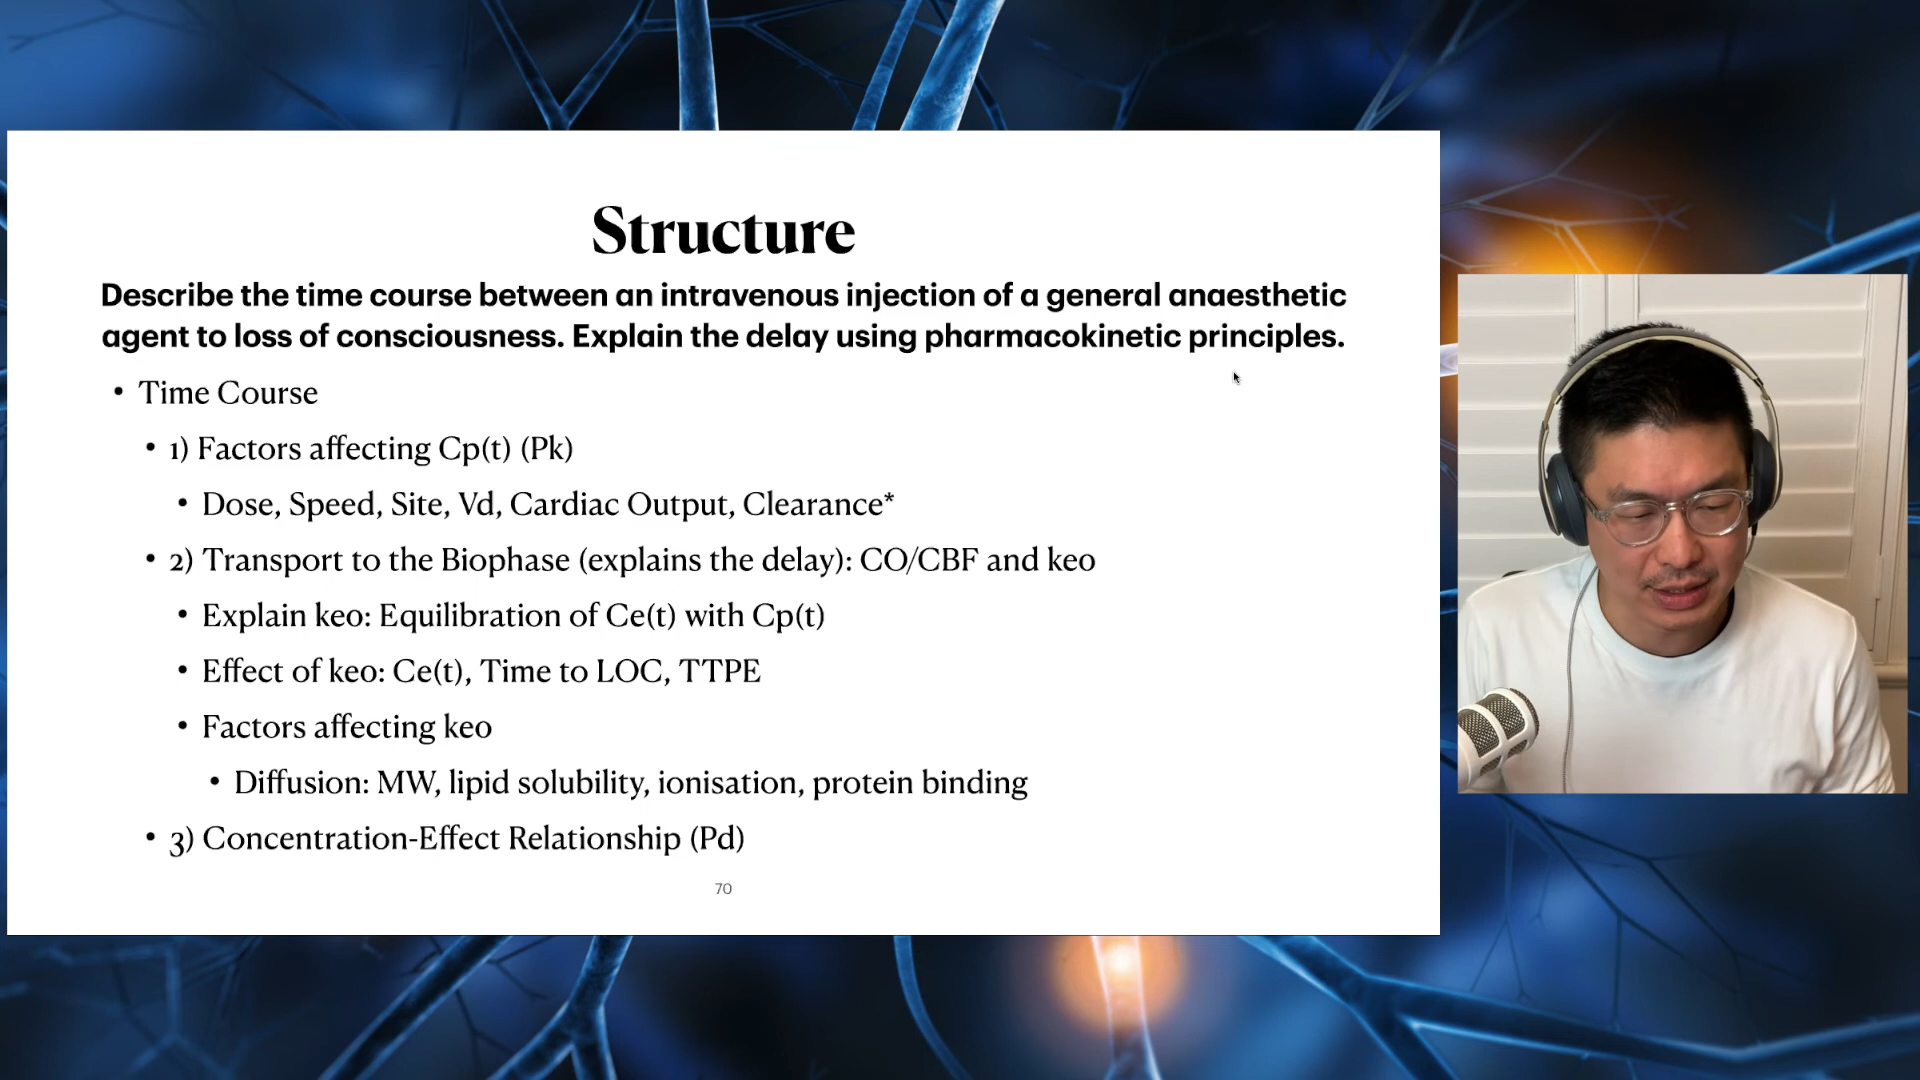 Structure
Describe the time course between an intravenous injection of a general anaesthetic
agent to loss of consciousness. Explain the delay using pharmacokinetic principles.
• Time Course
• 1) Factors affecting Cp(t) (Pk)
• Dose, Speed, Site, Vd, Cardiac Output, Clearance*
• 2) Transport to the Biophase (explains the delay): CO/CBF and keo
• Explain keo: Equilibration of Ce(t) with Cp(t)
• Effect of keo: Ce(t), Time to LOC, TTPE
• Factors affecting keo
• Diffusion: MW, lipid solubility, ionisation, protein binding
• 3) Concentration-Effect Relationship (Pd)
70